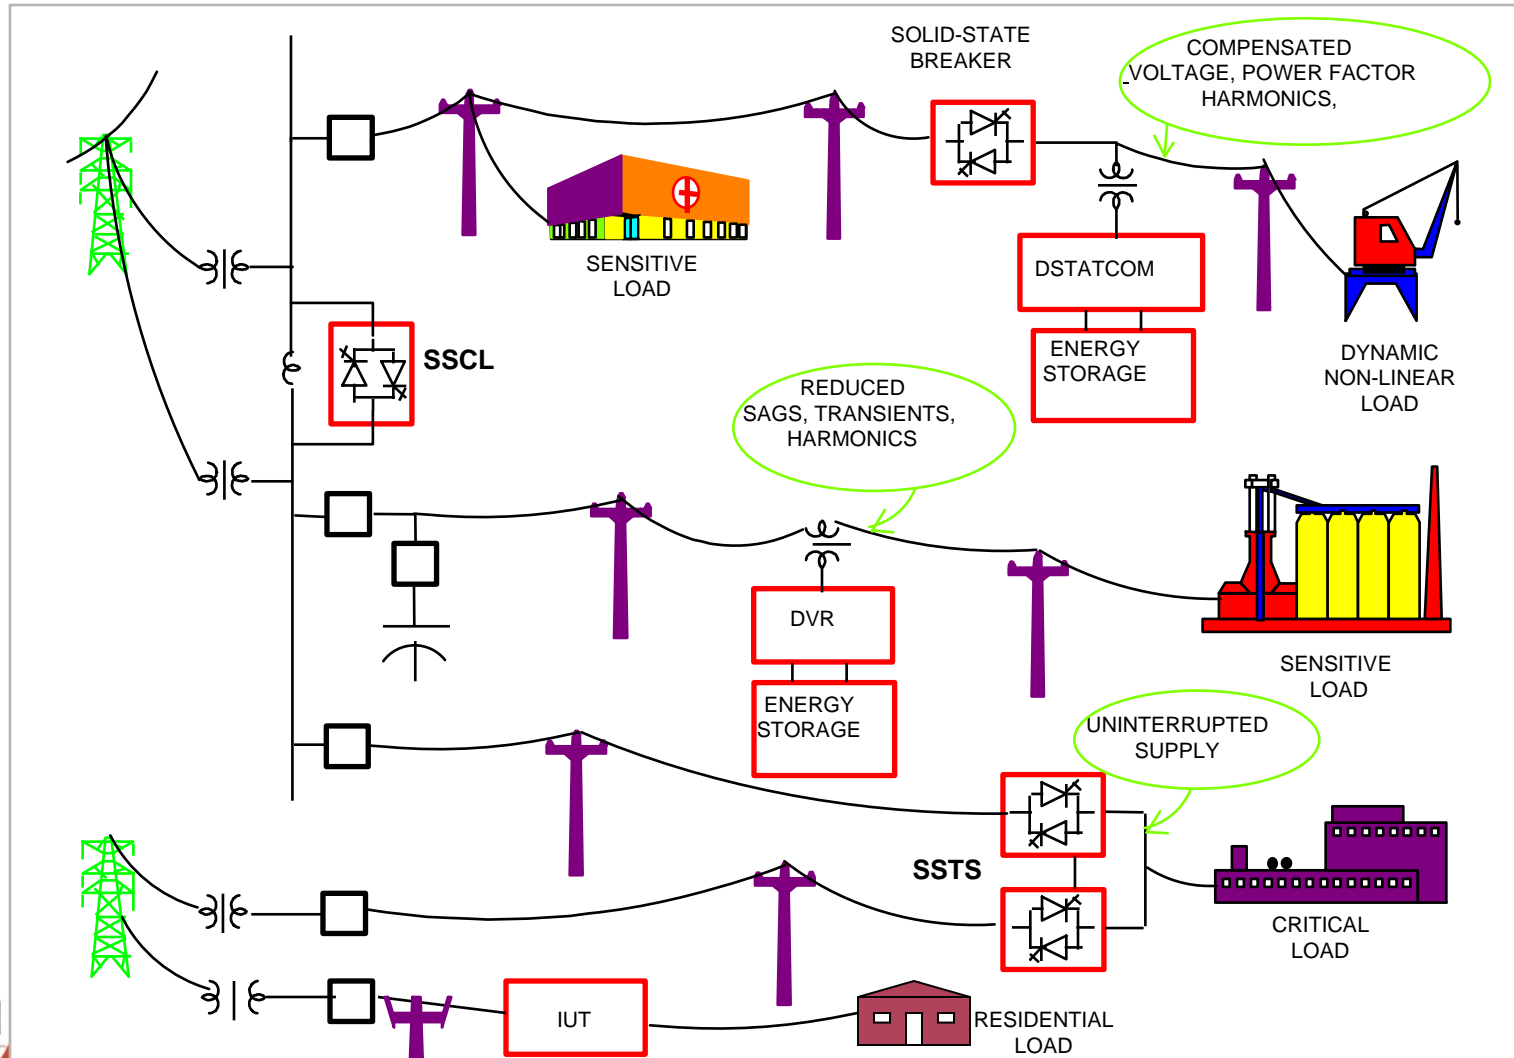 SOLID-STATE
BREAKER
COMPENSATED
VOLTAGE, POWER FACTOR
HARMONICS,
SENSITIVE
LOAD
DSTATCOM
ENERGY
STORAGE
DYNAMIC
NON-LINEAR
LOAD
SSCL
REDUCED
SAGS, TRANSIENTS,
HARMONICS
DVR
ENERGY
STORAGE
SENSITIVE
LOAD
UNINTERRUPTED
SUPPLY
SSTS
CRITICAL
LOAD
IUT
RESIDENTIAL
LOAD